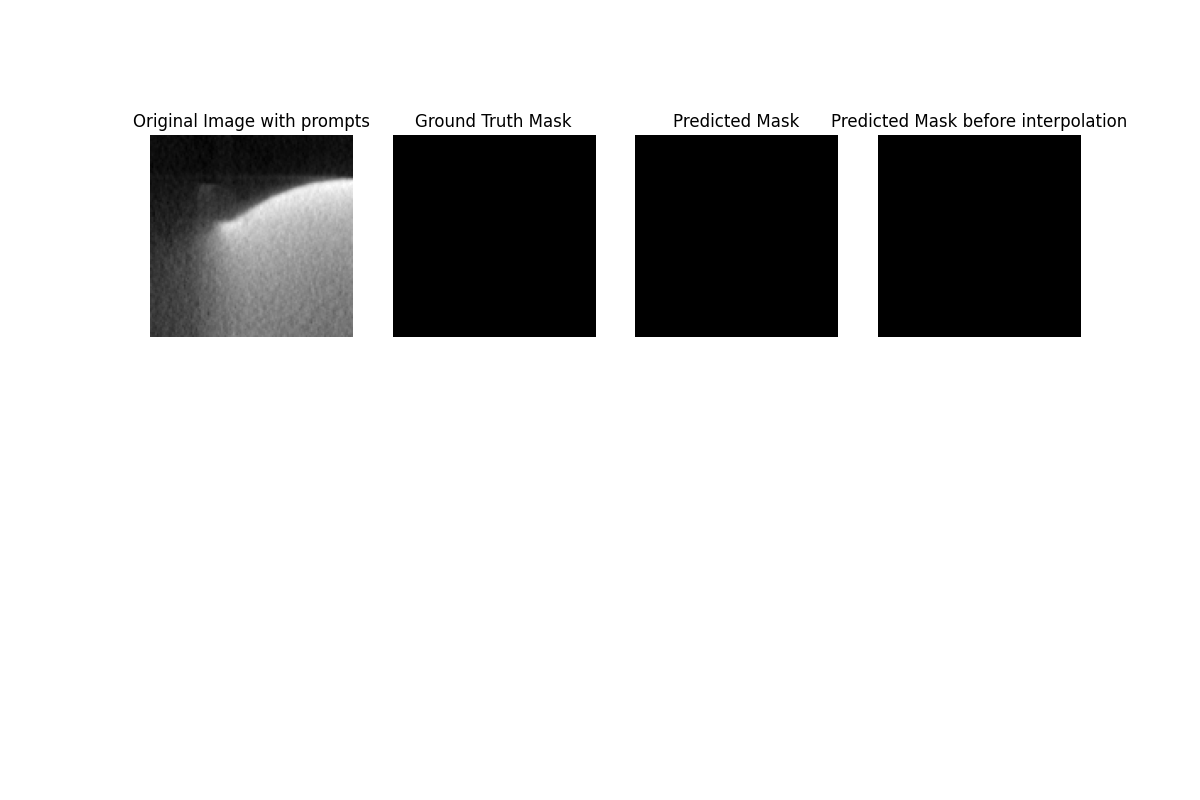 Original Image with prompts
Ground Truth Mask
Predicted Mask
Predicted Mask before interpolation